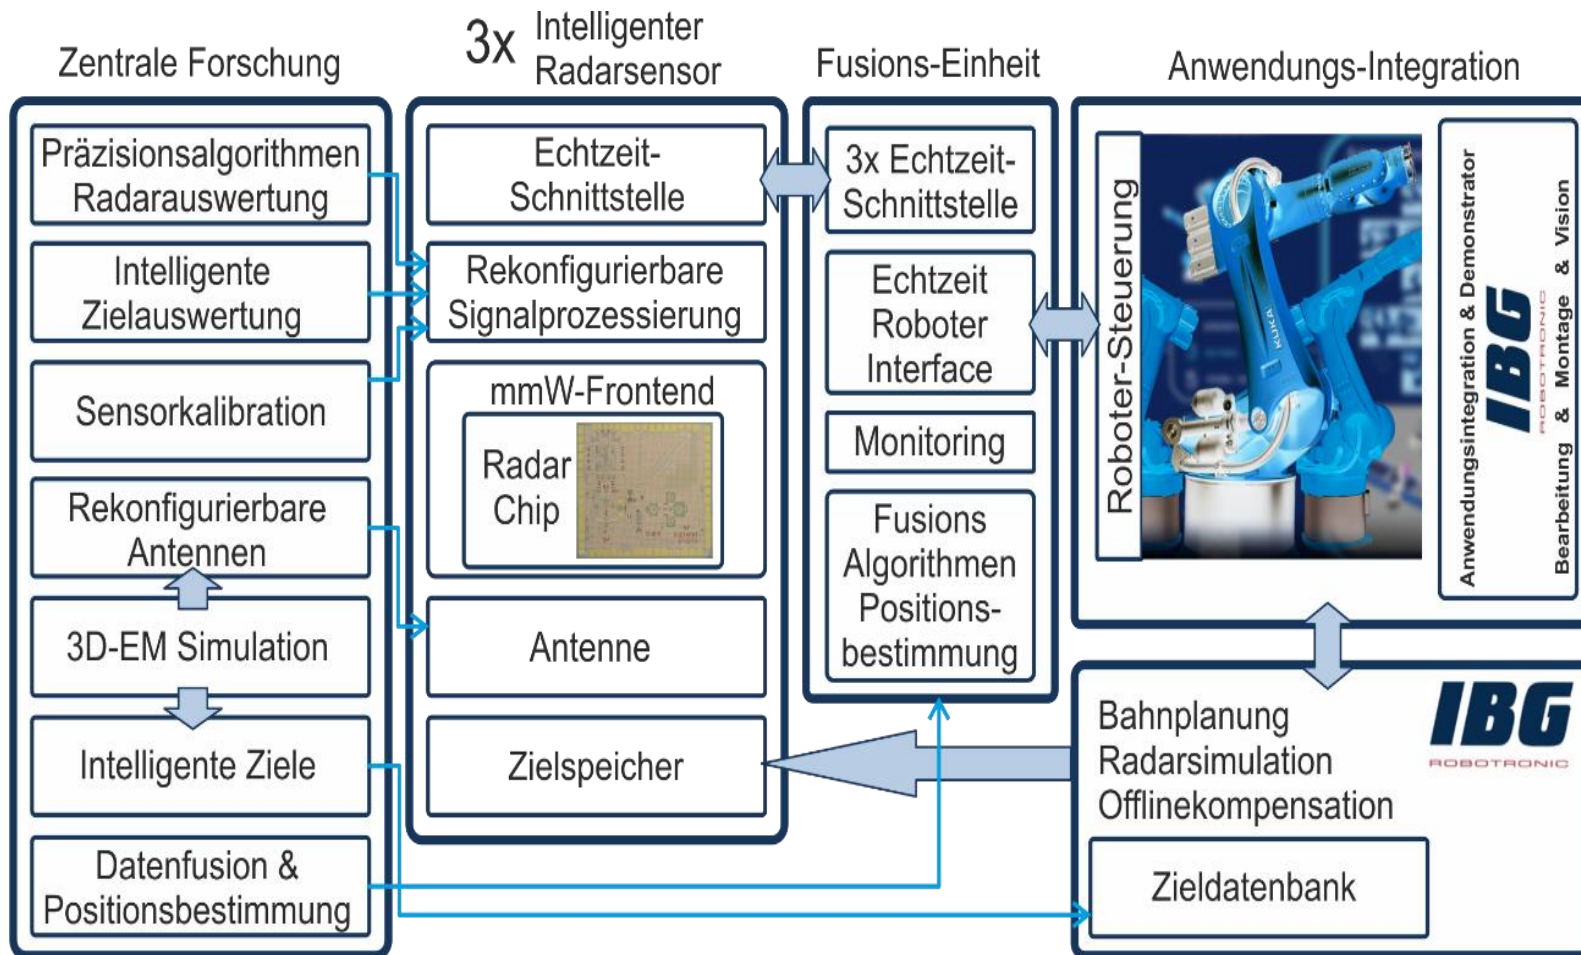 Zentrale Forschung
Präzisionsalgorithmen
Radarauswertung
Intelligente
Zielauswertung
Sensorkalibration
Rekonfigurierbare
Antennen
3D-EM Simulation
Intelligente Ziele
Datenfusion &
Positionsbestimmung
3x Intelligenter
Radarsensor
Echtzeit-
Schnittstelle
Rekonfigurierbare
Signalprozessierung
mmW-Frontend
Radar
Chip
Antenne
Zielspeicher
Fusions-Einheit
3x Echtzeit-
Schnittstelle
Echtzeit
Roboter
Interface
Monitoring
Fusions
Algorithmen
Positions-
bestimmung
Anwendungs-Integration
Roboter-Steuerung
KUKA
Anwendungsintegration & Demonstrator
IBG
ROBOTRONIC
Bearbeitung & Montage & Vision
Bahnplanung
Radarsimulation
Offlinekompensation
IBG
ROBOTRONIC
Zieldatenbank